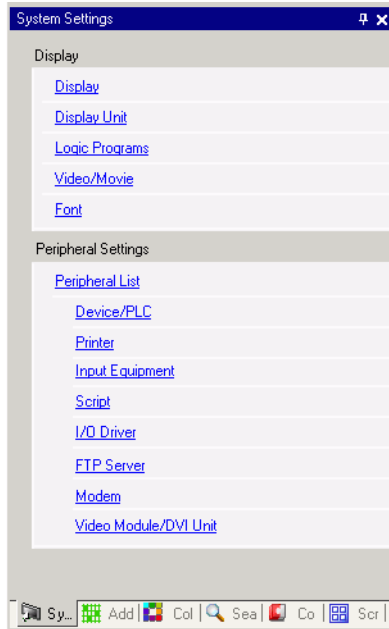 System Settings
Display
Display
Display Unit
Logic Programs
Video/Movie
Font
Peripheral Settings
Peripheral List
Device/PLC
Printer
Input Equipment
Script
I/O Driver
FTP Server
Modem
Video Module/DVI Unit
Sy... Add Col Sea Co Scr